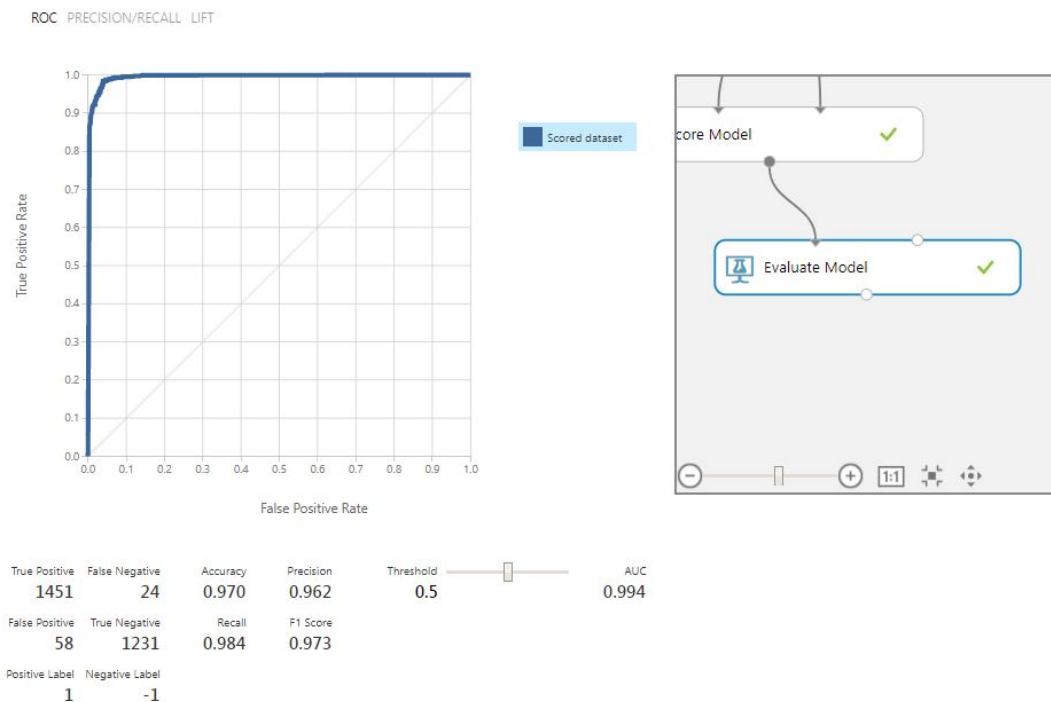 ROC PRECISION/RECALL LIFT
1.0
0.9
0.8
0.7
0.6
0.5
0.4
0.3
0.2
0.1
0.0
True Positive Rate
0.0 0.1 0.2 0.3 0.4 0.5 0.6 0.7 0.8 0.9 1.0
False Positive Rate
Scored dataset
core Model
Evaluate Model
1:1
True Positive False Negative Accuracy Precision Threshold AUC
1451 24 0.970 0.962 0.5 0.994
False Positive True Negative Recall F1 Score
58 1231 0.984 0.973
Positive Label Negative Label
1 -1